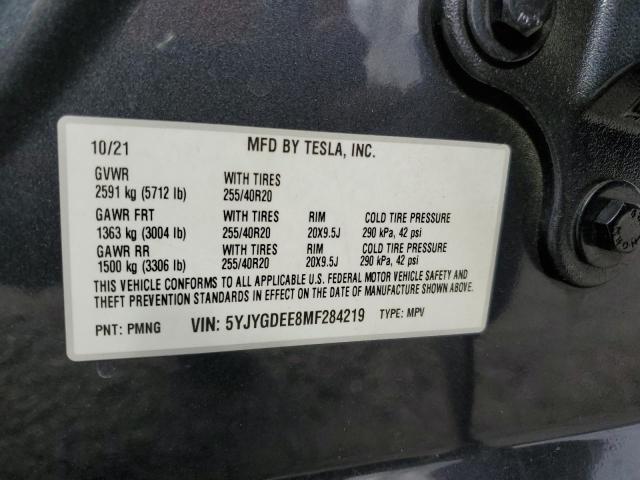 10/21 MFD BY TESLA, INC.
GVWR WITH TIRES
2591 kg (5712 lb) 255/40R20
GAWR FRT WITH TIRES RIM COLD TIRE PRESSURE
1363 kg (3004 lb) 255/40R20 20X9.5J 290 kPa, 42 psi
GAWR RR WITH TIRES RIM COLD TIRE PRESSURE
1500 kg (3306 lb) 255/40R20 20X9.5J 290 kPa, 42 psi
THIS VEHICLE CONFORMS TO ALL APPLICABLE U.S. FEDERAL MOTOR VEHICLE SAFETY AND
THEFT PREVENTION STANDARDS IN EFFECT ON THE DATE OF MANUFACTURE SHOWN ABOVE.
PNT: PMNG VIN: 5YJYGDEE8MF284219 TYPE: MPV